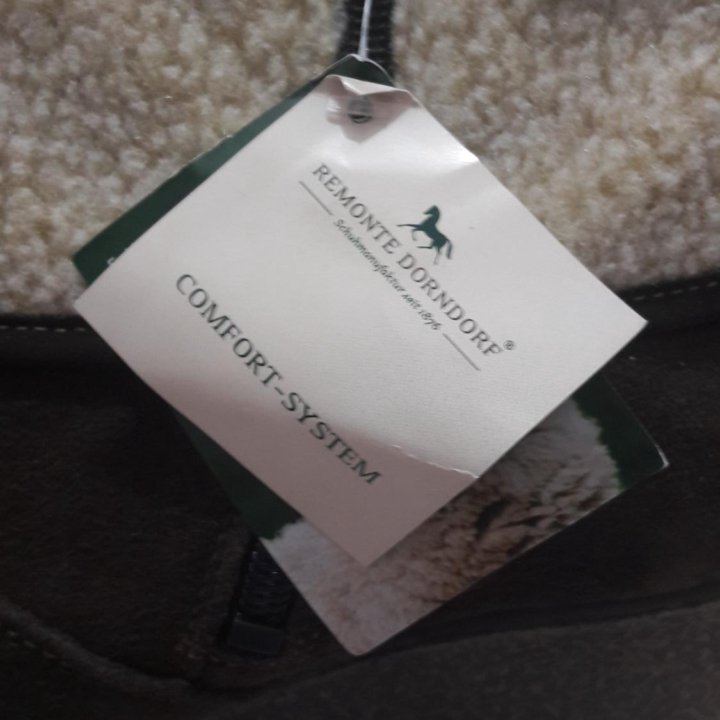 REMONTE DORNDORF®
Schuhmanufaktur seit 1876
COMFORT-SYSTEM